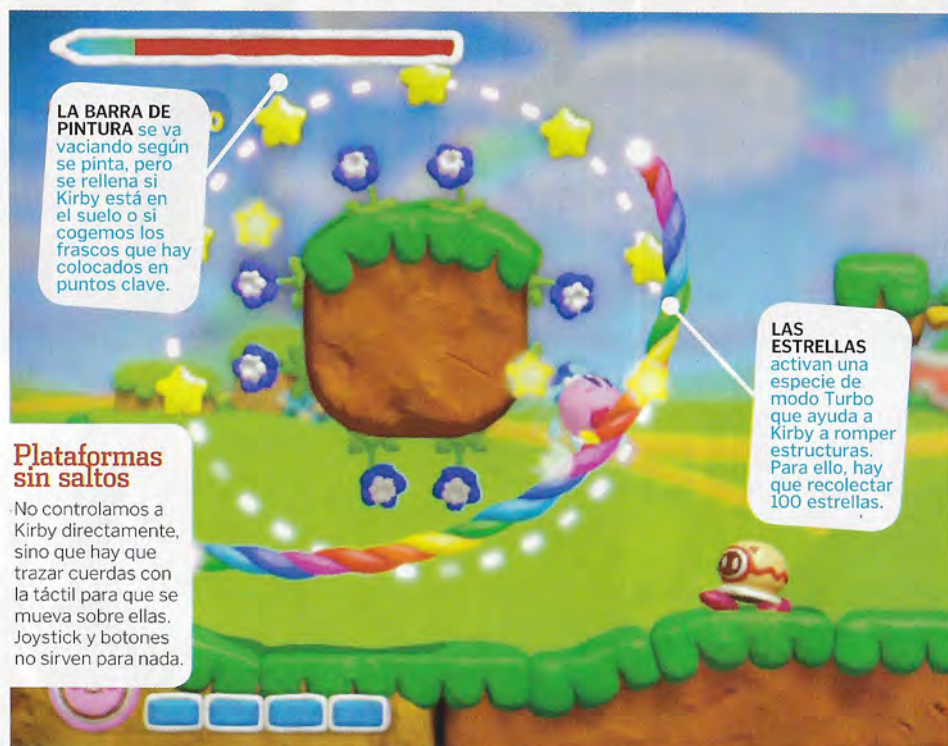 LA BARRA DE
PINTURA se va
vaciando según
se pinta, pero
se rellena si
Kirby está en
el suelo o si
cogemos los
frascos que hay
colocados en
puntos clave.
LAS
ESTRELLAS
activan una
especie de
modo Turbo
que ayuda a
Kirby a romper
estructuras.
Para ello, hay
que recolectar
100 estrellas.
Plataformas
sin saltos
No controlamos a
Kirby directamente,
sino que hay que
trazar cuerdas con
la táctil para que se
mueva sobre ellas.
Joystick y botones
no sirven para nada.